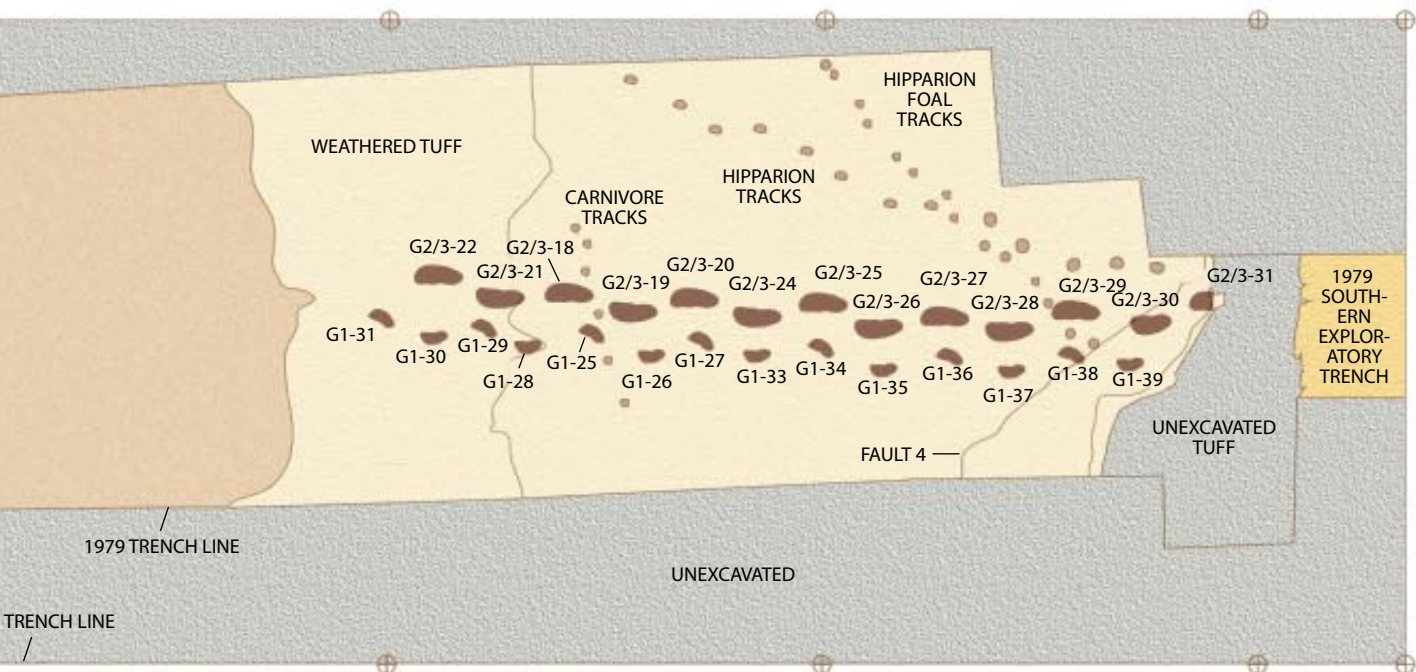 HIPPARION
FOAL
TRACKS
WEATHERED TUFF
HIPPARION
TRACKS
CARNIVORE
TRACKS
G2/3-22
G2/3-18
G2/3-21
G2/3-19
G2/3-20
G2/3-24
G2/3-25
G2/3-26
G2/3-27
G2/3-28
G2/3-29
G2/3-30
G2/3-31
1979
SOUTH-
ERN
EXPLOR-
ATORY
TRENCH
G1-31
G1-30
G1-29
G1-28
G1-25
G1-26
G1-27
G1-33
G1-34
G1-35
G1-36
G1-37
G1-38
G1-39
UNEXCAVATED
TUFF
FAULT 4
1979 TRENCH LINE
UNEXCAVATED
TRENCH LINE